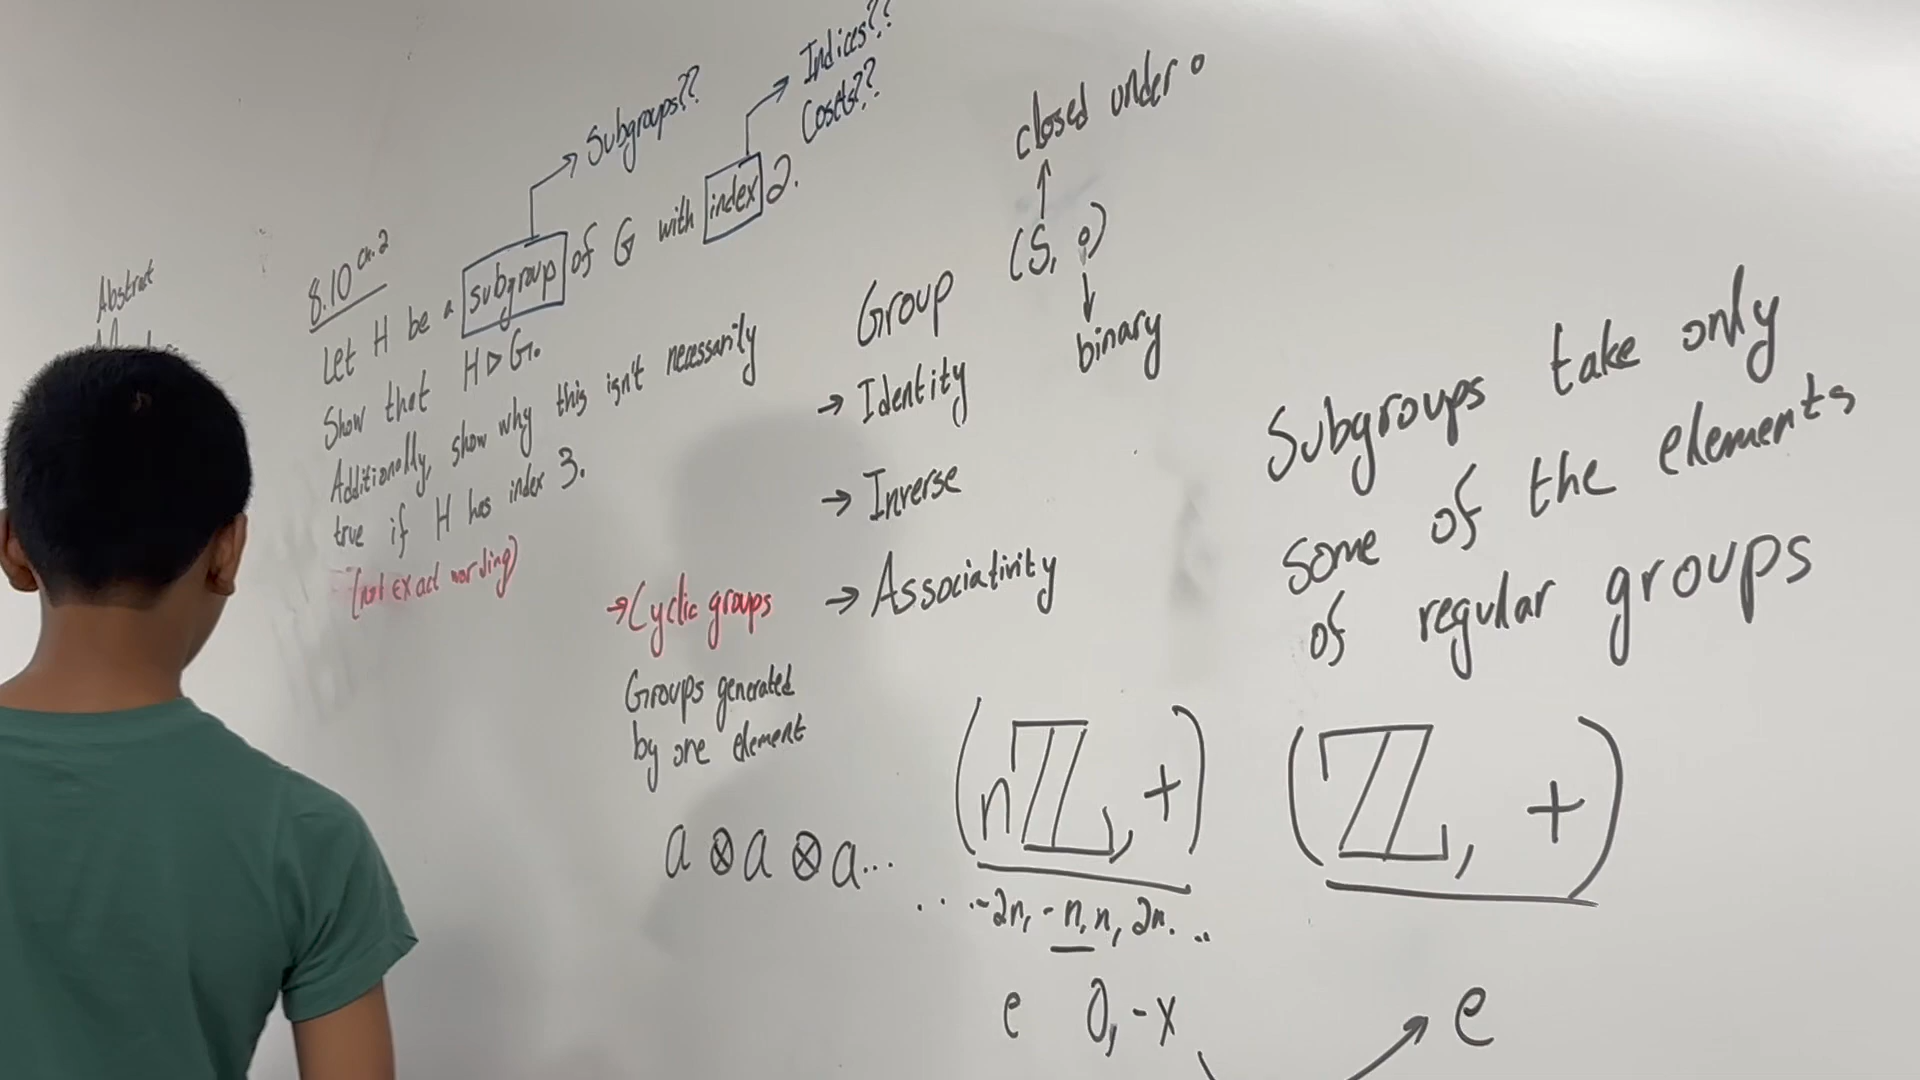 Abstract
8.10 ch.2
Let H be a subgroup of G with index 2.
Show that H ▷ G.
Additionally, show why this isn't necessarily
true if H has index 3.
(not exact wording)
Subgroups??
Indices??
Cosets??
→ Cyclic groups
Groups generated
by one element
a ⊗ a ⊗ a...
closed under ∘
(S, ∘)
binary
Group
→ Identity
→ Inverse
→ Associativity
Subgroups take only
some of the elements
of regular groups
(nℤ, +)
...-2n, -n, n, 2n...
e 0, -x
(ℤ, +)
e